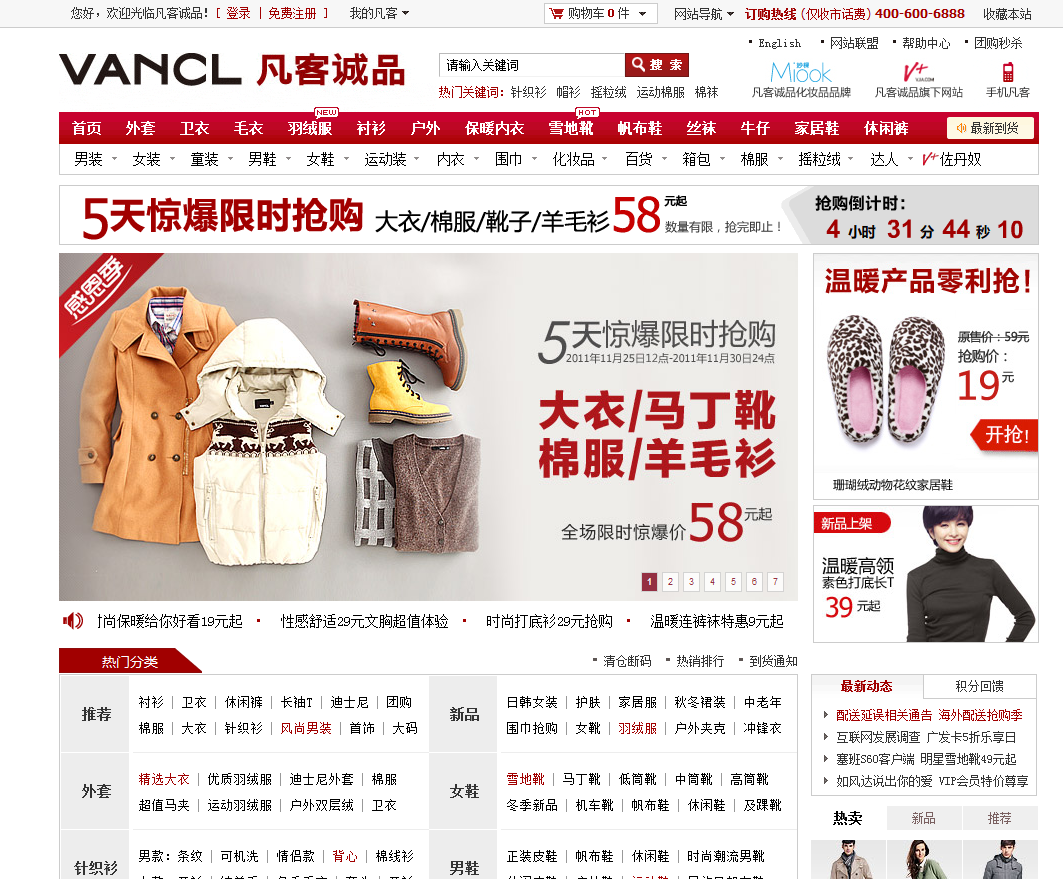 您好，欢迎光临凡客诚品！[ 登录 | 免费注册 ] 我的凡客 购物车 0 件 网站导航 订购热线 (仅收市话费) 400-600-6888 收藏本站
English 网站联盟 帮助中心 团购秒杀
VANCL 凡客诚品
请输入关键词 搜 索
热门关键词: 针织衫 帽衫 摇粒绒 运动棉服 棉袜
凡客诚品化妆品品牌 凡客诚品旗下网站 手机凡客
NEW HOT
首页 外套 卫衣 毛衣 羽绒服 衬衫 户外 保暖内衣 雪地靴 帆布鞋 丝袜 牛仔 家居鞋 休闲裤 最新到货
男装 女装 童装 男鞋 女鞋 运动装 内衣 围巾 化妆品 百货 箱包 棉服 摇粒绒 达人 V+佐丹奴
5天惊爆限时抢购 大衣/棉服/靴子/羊毛衫58元起 数量有限，抢完即止！
抢购倒计时：
4 小时 31 分 44 秒 10
感恩季
5天惊爆限时抢购
2011年11月25日12点-2011年11月30日24点
大衣/马丁靴
棉服/羊毛衫
全场限时惊爆价58元起
1 2 3 4 5 6 7
温暖产品零利抢！
原售价：59元
抢购价：
19元
开抢！
珊瑚绒动物花纹家居鞋
新品上架
温暖高领
素色打底长T
39元起
时尚保暖给你好看19元起 · 性感舒适29元文胸超值体验 · 时尚打底衫29元抢购 · 温暖连裤袜特惠9元起
热门分类 清仓断码 热销排行 到货通知
推荐
衬衫 | 卫衣 | 休闲裤 | 长袖T | 迪士尼 | 团购
棉服 | 大衣 | 针织衫 | 风尚男装 | 首饰 | 大码
新品
日韩女装 | 护肤 | 家居服 | 秋冬裙装 | 中老年
围巾抢购 | 女靴 | 羽绒服 | 户外夹克 | 冲锋衣
外套
精选大衣 | 优质羽绒服 | 迪士尼外套 | 棉服
超值马夹 | 运动羽绒服 | 户外双层绒 | 卫衣
女鞋
雪地靴 | 马丁靴 | 低筒靴 | 中筒靴 | 高筒靴
冬季新品 | 机车靴 | 帆布鞋 | 休闲鞋 | 及踝靴
针织衫
男款：条纹 | 可机洗 | 情侣款 | 背心 | 棉线衫
男鞋
正装皮鞋 | 帆布鞋 | 休闲鞋 | 时尚潮流男靴
最新动态 积分回馈
配送延误相关通告 海外配送抢购季
互联网发展调查 广发卡5折乐享日
塞班S60客户端 明星雪地靴49元起
如风达说出你的爱 VIP会员特价尊享
热卖 新品 推荐